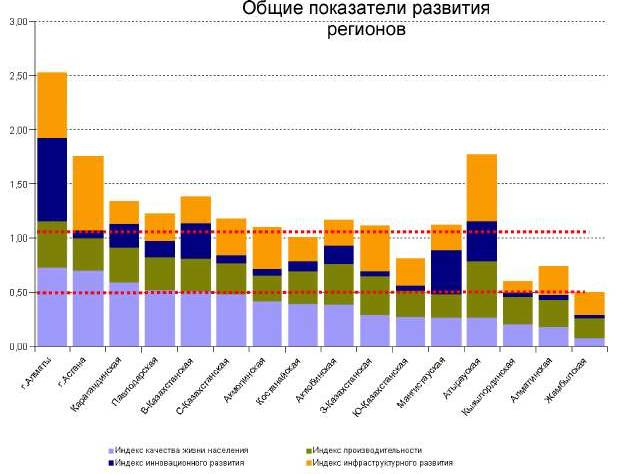 Общие показатели развития
регионов
3,00
2,50
2,00
1,50
1,00
0,50
0,00
г.Алматы
г.Астана
Карагандинская
Павлодарская
В-Казахстанская
С-Казахстанская
Акмолинская
Костанайская
Актюбинская
З-Казахстанская
Ю-Казахстанская
Мангистауская
Атырауская
Кызылординская
Алматинская
Жамбылская
Индекс качества жизни населения
Индекс производительности
Индекс инновационного развития
Индекс инфраструктурного развития